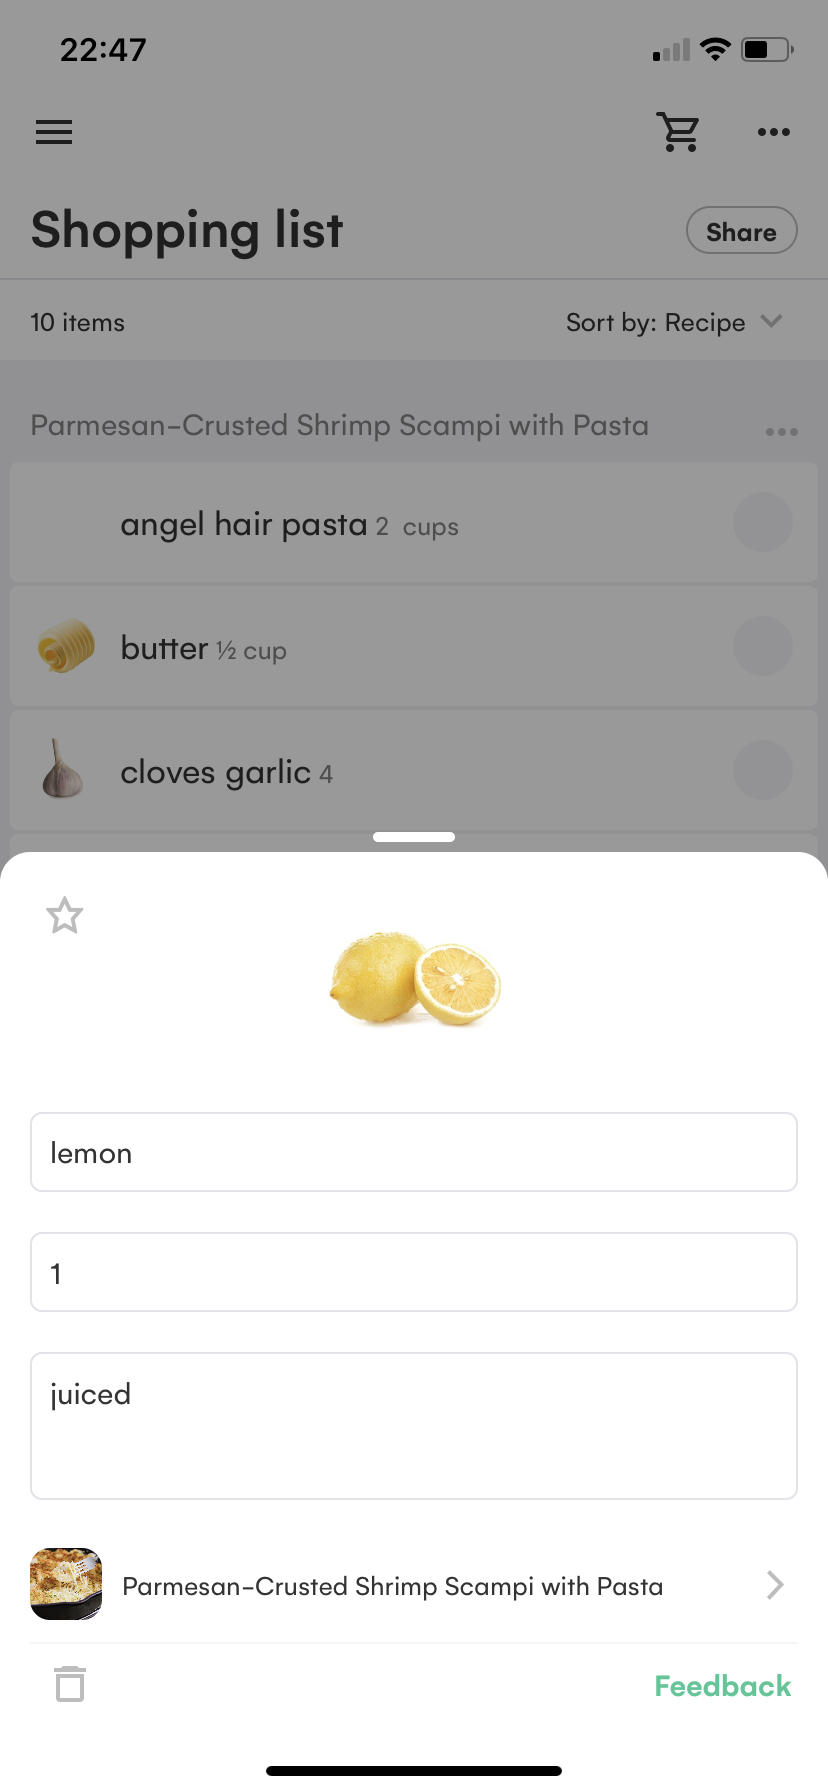 22:47
Shopping list
Share
10 items
Sort by: Recipe
Parmesan-Crusted Shrimp Scampi with Pasta
angel hair pasta 2 cups
butter ½ cup
cloves garlic 4
lemon
1
juiced
Parmesan-Crusted Shrimp Scampi with Pasta
Feedback